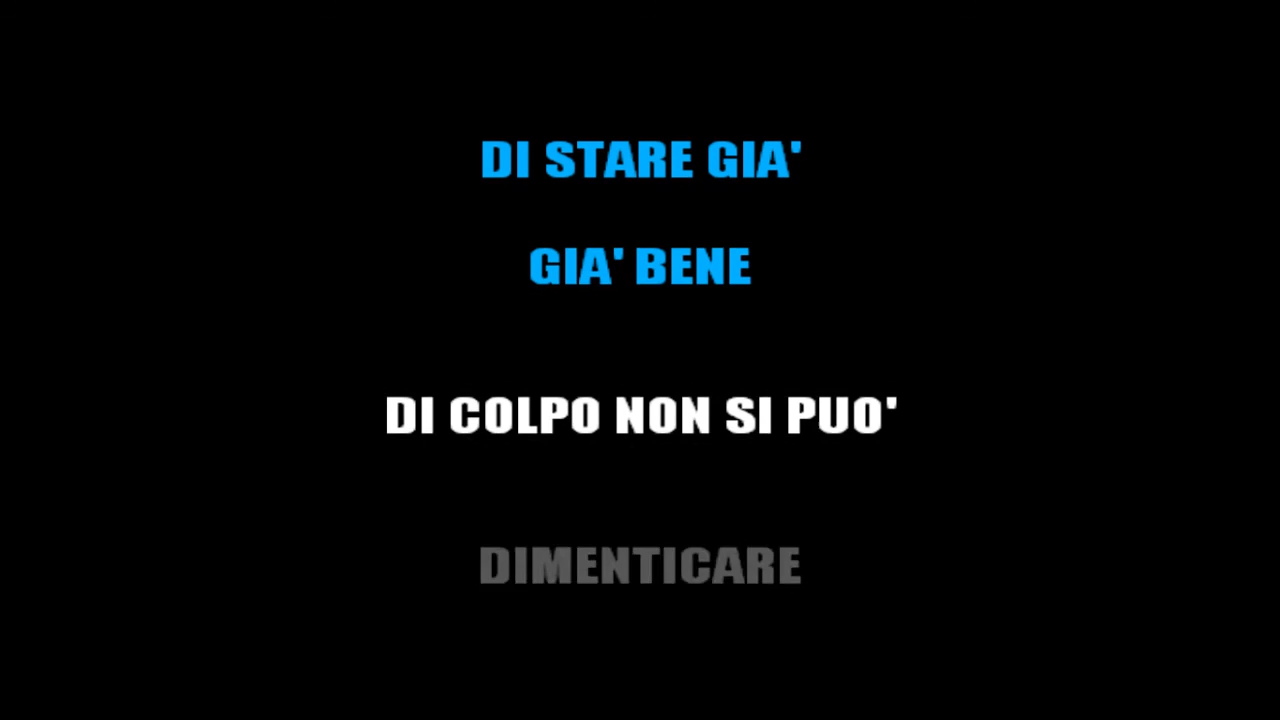 DI STARE GIA'
GIA' BENE
DI COLPO NON SI PUO'
DIMENTICARE